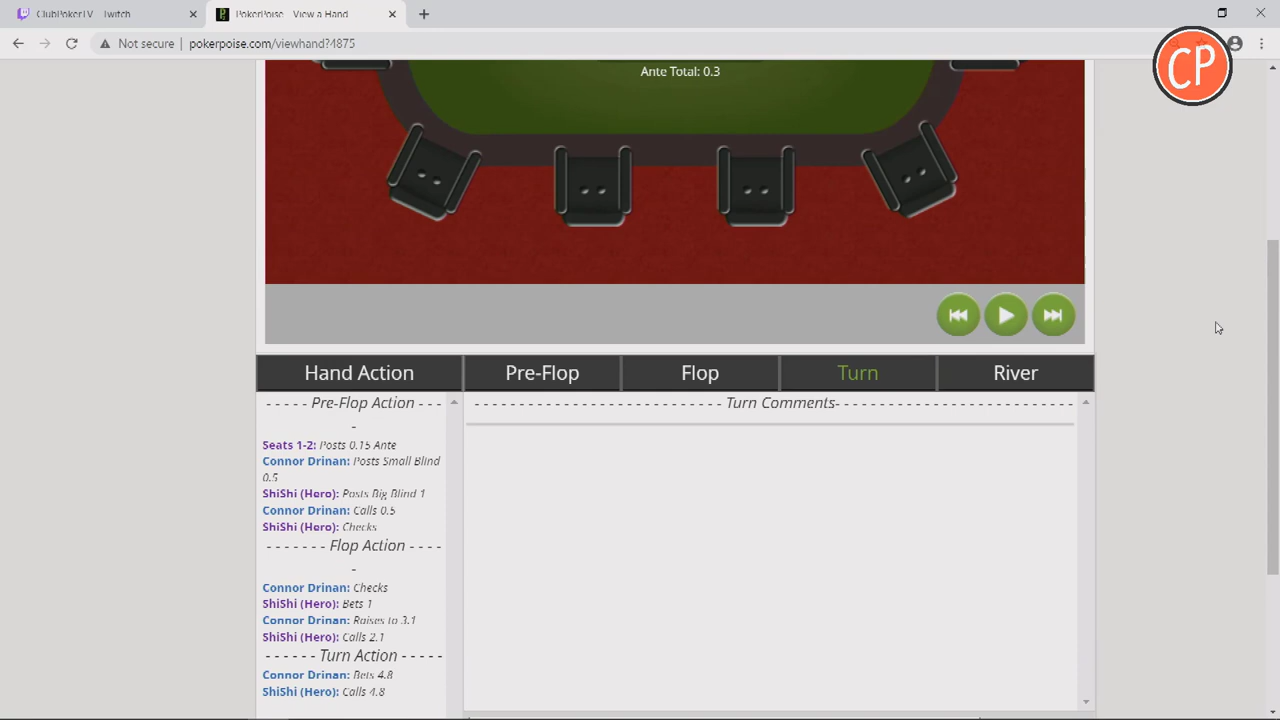 ClubPokerTV - Twitch
PokerPoise - View a Hand
Not secure | pokerpoise.com/viewhand?4875
CP
Ante Total: 0.3
Hand Action
Pre-Flop
Flop
Turn
River
- - - - - Pre-Flop Action - - -
-
Seats 1-2: Posts 0.15 Ante
Connor Drinan: Posts Small Blind
0.5
ShiShi (Hero): Posts Big Blind 1
Connor Drinan: Calls 0.5
ShiShi (Hero): Checks
- - - - - - - Flop Action - - - -
-
Connor Drinan: Checks
ShiShi (Hero): Bets 1
Connor Drinan: Raises to 3.1
ShiShi (Hero): Calls 2.1
- - - - - - Turn Action - - - - -
Connor Drinan: Bets 4.8
ShiShi (Hero): Calls 4.8
- - - - - - - - - - - - - - - - - - - - - - - - - - - Turn Comments- - - - - - - - - - - - - - - - - - - - - - - - - -